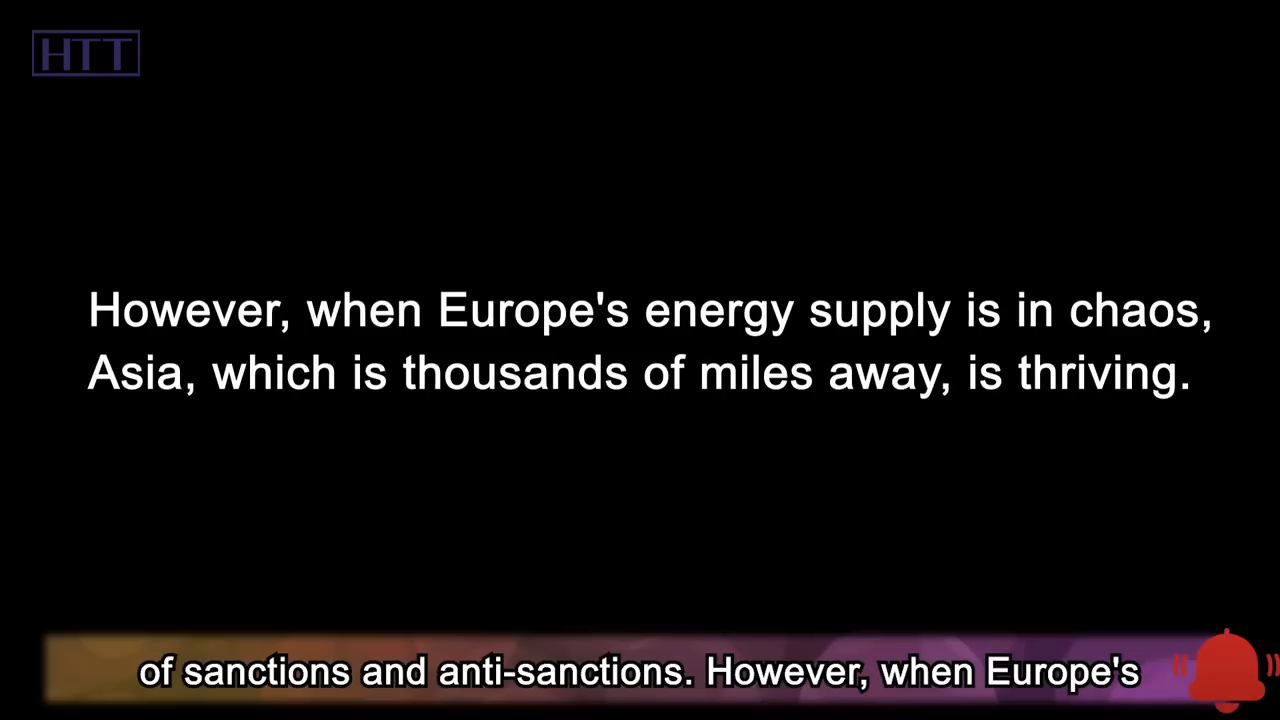 HTT
However, when Europe's energy supply is in chaos,
Asia, which is thousands of miles away, is thriving.
of sanctions and anti-sanctions. However, when Europe's